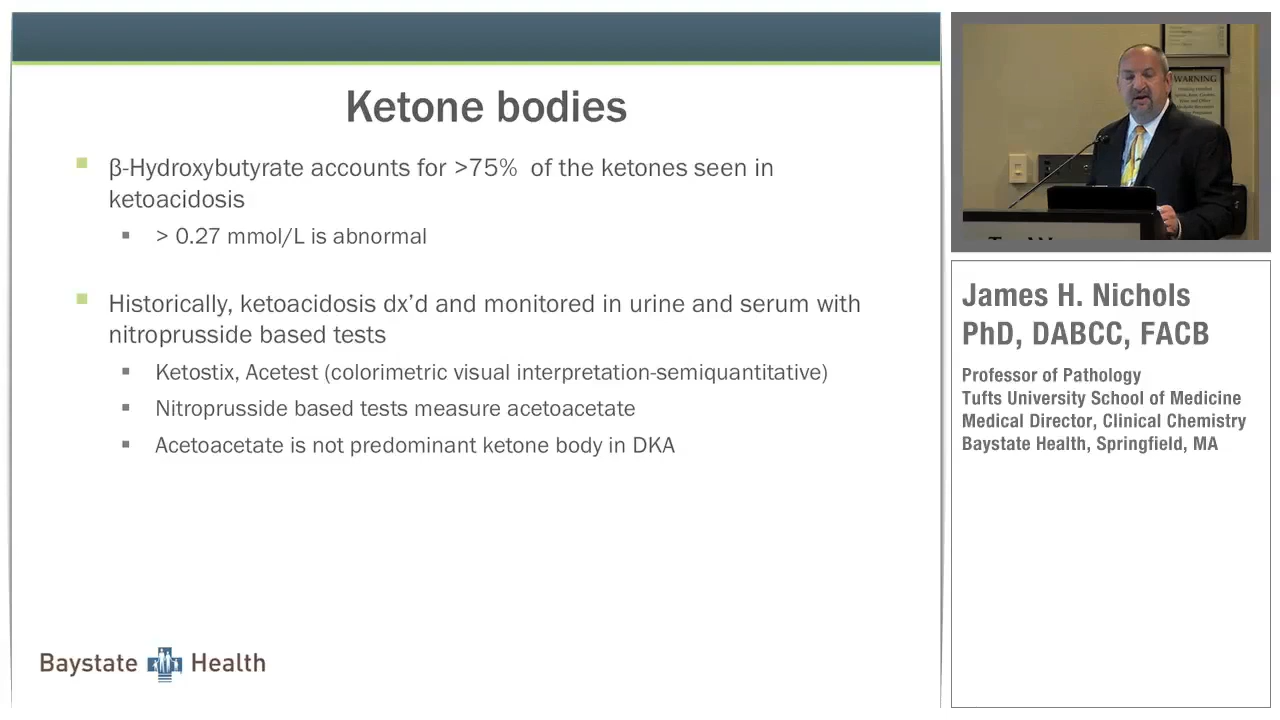 Ketone bodies
β-Hydroxybutyrate accounts for >75% of the ketones seen in
ketoacidosis
> 0.27 mmol/L is abnormal
Historically, ketoacidosis dx’d and monitored in urine and serum with
nitroprusside based tests
Ketostix, Acetest (colorimetric visual interpretation-semiquantitative)
Nitroprusside based tests measure acetoacetate
Acetoacetate is not predominant ketone body in DKA
Baystate Health
WARNING
James H. Nichols
PhD, DABCC, FACB
Professor of Pathology
Tufts University School of Medicine
Medical Director, Clinical Chemistry
Baystate Health, Springfield, MA